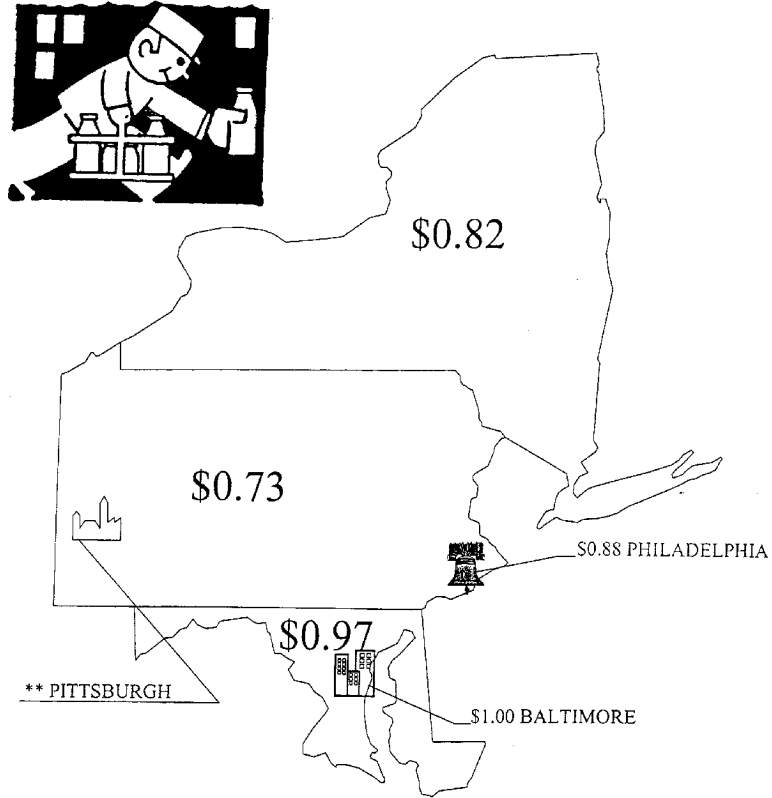 $0.82
$0.73
$0.88 PHILADELPHIA
$0.97
** PITTSBURGH
$1.00 BALTIMORE